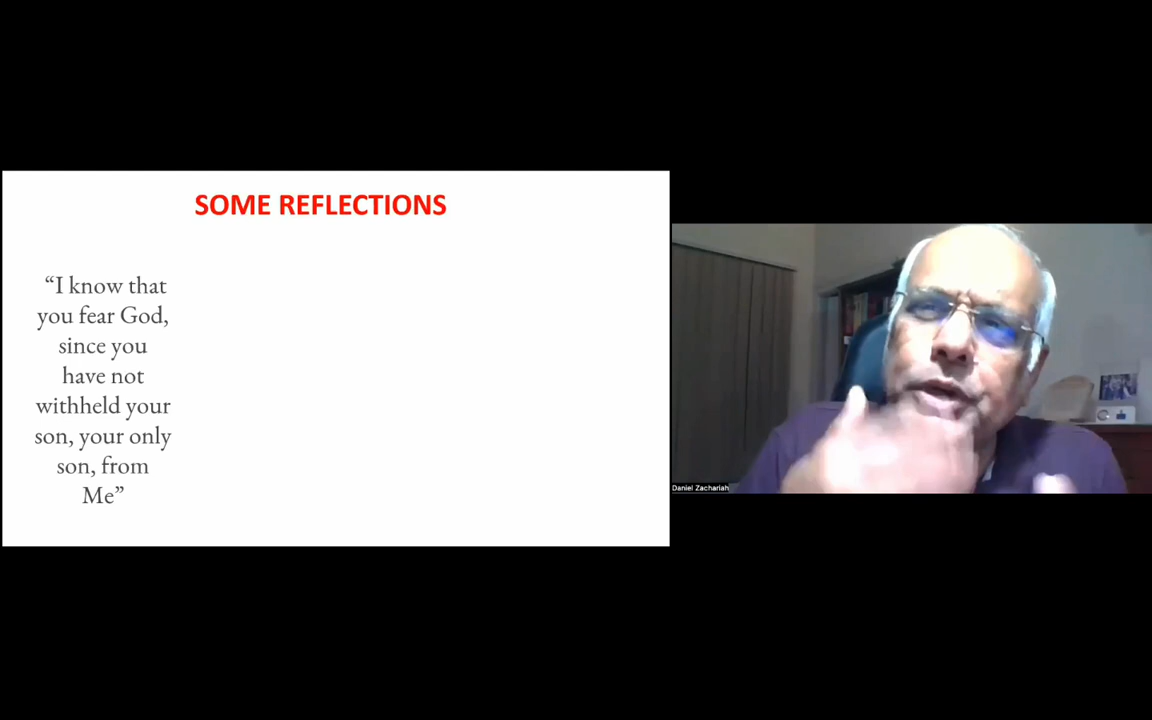 SOME REFLECTIONS
“I know that
you fear God,
since you
have not
withheld your
son, your only
son, from
Me”
Daniel Zachariah